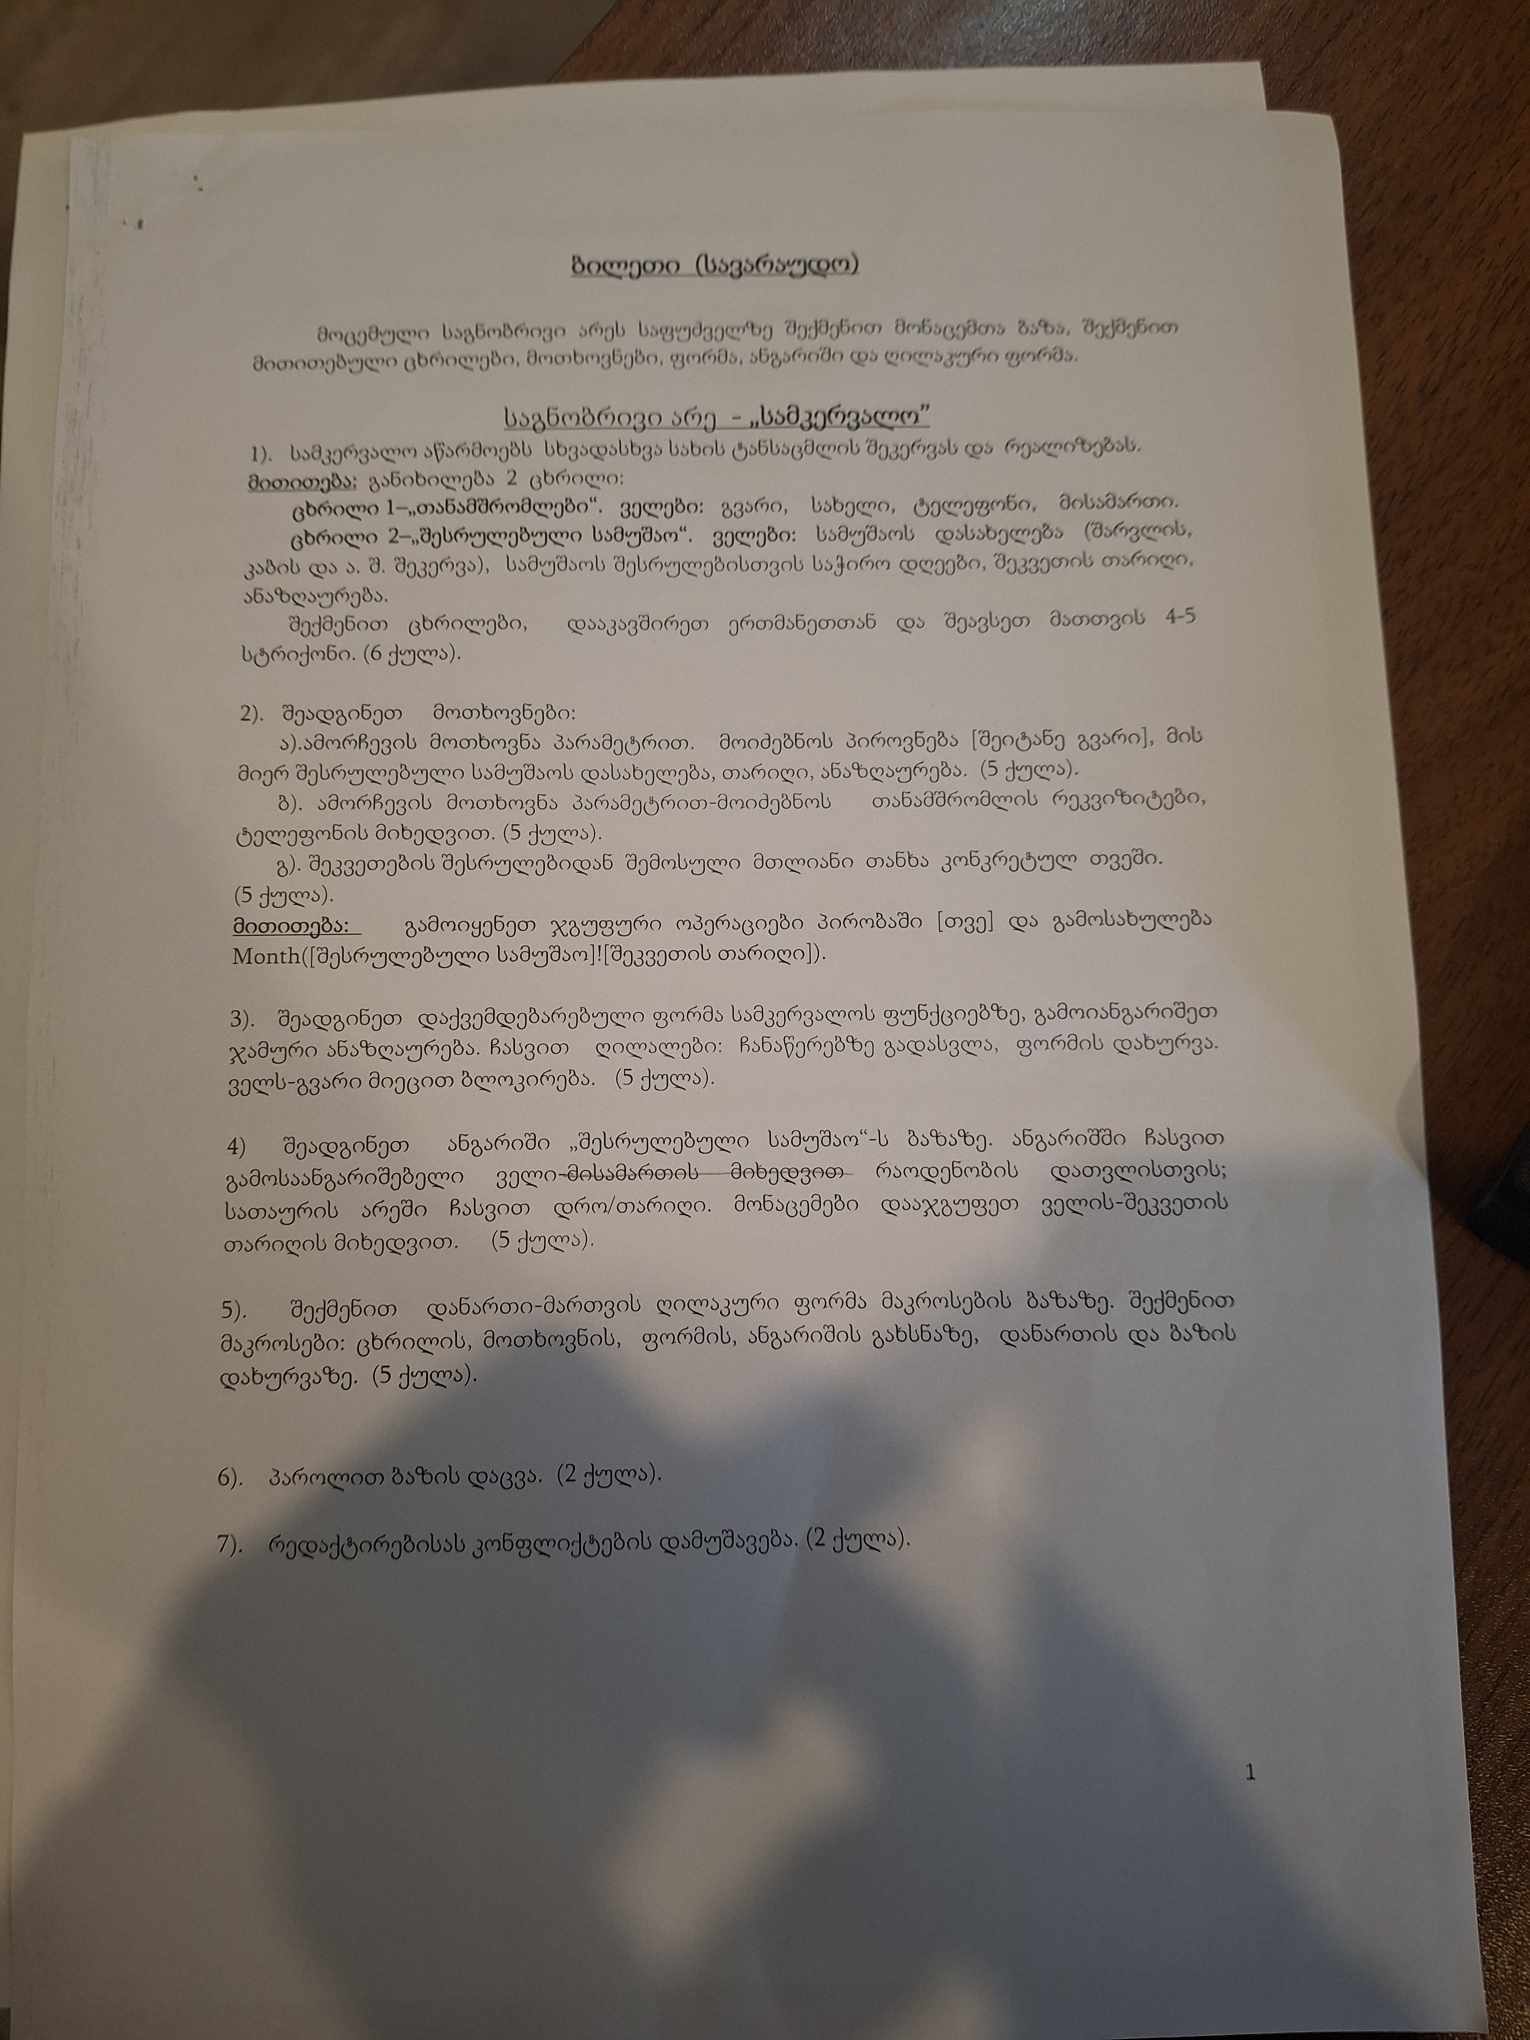 ბილეთი (სავარაუდო)
მოცემული საგნობრივი არეს საფუძველზე შექმენით მონაცემთა ბაზა, შექმენით
მითითებული ცხრილები, მოთხოვნები, ფორმა, ანგარიში და ღილაკური ფორმა.
საგნობრივი არე - „სამკერვალო”
1). სამკერვალო აწარმოებს სხვადასხვა სახის ტანსაცმლის შეკერვას და რეალიზებას.
მითითება: განიხილება 2 ცხრილი:
ცხრილი 1–„თანამშრომლები“. ველები: გვარი, სახელი, ტელეფონი, მისამართი.
ცხრილი 2–„შესრულებული სამუშაო“. ველები: სამუშაოს დასახელება (შარვლის,
კაბის და ა. შ. შეკერვა), სამუშაოს შესრულებისთვის საჭირო დღეები, შეკვეთის თარიღი,
ანაზღაურება.
შექმენით ცხრილები, დააკავშირეთ ერთმანეთთან და შეავსეთ მათთვის 4-5
სტრიქონი. (6 ქულა).
2). შეადგინეთ მოთხოვნები:
ა).ამორჩევის მოთხოვნა პარამეტრით. მოიძებნოს პიროვნება [შეიტანე გვარი], მის
მიერ შესრულებული სამუშაოს დასახელება, თარიღი, ანაზღაურება. (5 ქულა).
ბ). ამორჩევის მოთხოვნა პარამეტრით-მოიძებნოს თანამშრომლის რეკვიზიტები,
ტელეფონის მიხედვით. (5 ქულა).
გ). შეკვეთების შესრულებიდან შემოსული მთლიანი თანხა კონკრეტულ თვეში.
(5 ქულა).
მითითება: გამოიყენეთ ჯგუფური ოპერაციები პირობაში [თვე] და გამოსახულება
Month([შესრულებული სამუშაო]![შეკვეთის თარიღი]).
3). შეადგინეთ დაქვემდებარებული ფორმა სამკერვალოს ფუნქციებზე, გამოიანგარიშეთ
ჯამური ანაზღაურება. ჩასვით ღილალები: ჩანაწერებზე გადასვლა, ფორმის დახურვა.
ველს-გვარი მიეცით ბლოკირება. (5 ქულა).
4) შეადგინეთ ანგარიში „შესრულებული სამუშაო“-ს ბაზაზე. ანგარიშში ჩასვით
გამოსაანგარიშებელი ველი-მისამართის მიხედვით რაოდენობის დათვლისთვის;
სათაურის არეში ჩასვით დრო/თარიღი. მონაცემები დააჯგუფეთ ველის-შეკვეთის
თარიღის მიხედვით. (5 ქულა).
5). შექმენით დანართი-მართვის ღილაკური ფორმა მაკროსების ბაზაზე. შექმენით
მაკროსები: ცხრილის, მოთხოვნის, ფორმის, ანგარიშის გახსნაზე, დანართის და ბაზის
დახურვაზე. (5 ქულა).
6). პაროლით ბაზის დაცვა. (2 ქულა).
7). რედაქტირებისას კონფლიქტების დამუშავება. (2 ქულა).
1